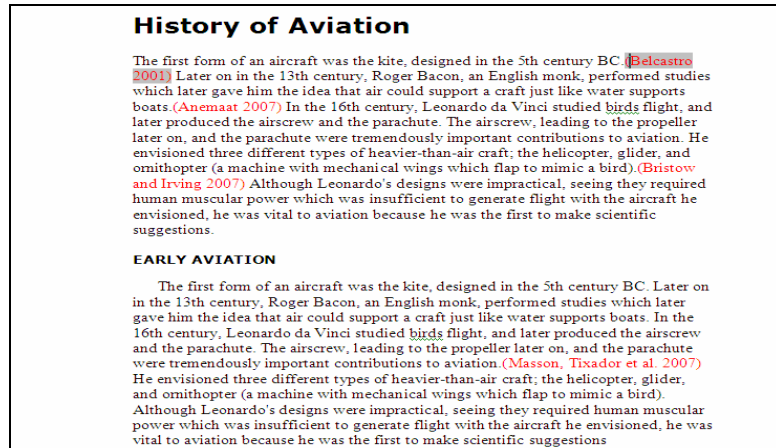 History of Aviation
The first form of an aircraft was the kite, designed in the 5th century BC.(Belcastro
2001) Later on in the 13th century, Roger Bacon, an English monk, performed studies
which later gave him the idea that air could support a craft just like water supports
boats.(Anemaat 2007) In the 16th century, Leonardo da Vinci studied birds flight, and
later produced the airscrew and the parachute. The airscrew, leading to the propeller
later on, and the parachute were tremendously important contributions to aviation. He
envisioned three different types of heavier-than-air craft; the helicopter, glider, and
ornithopter (a machine with mechanical wings which flap to mimic a bird).(Bristow
and Irving 2007) Although Leonardo's designs were impractical, seeing they required
human muscular power which was insufficient to generate flight with the aircraft he
envisioned, he was vital to aviation because he was the first to make scientific
suggestions.
EARLY AVIATION
The first form of an aircraft was the kite, designed in the 5th century BC. Later on
in the 13th century, Roger Bacon, an English monk, performed studies which later
gave him the idea that air could support a craft just like water supports boats. In the
16th century, Leonardo da Vinci studied birds flight, and later produced the airscrew
and the parachute. The airscrew, leading to the propeller later on, and the parachute
were tremendously important contributions to aviation.(Masson, Tixador et al. 2007)
He envisioned three different types of heavier-than-air craft; the helicopter, glider,
and ornithopter (a machine with mechanical wings which flap to mimic a bird).
Although Leonardo's designs were impractical, seeing they required human muscular
power which was insufficient to generate flight with the aircraft he envisioned, he was
vital to aviation because he was the first to make scientific suggestions